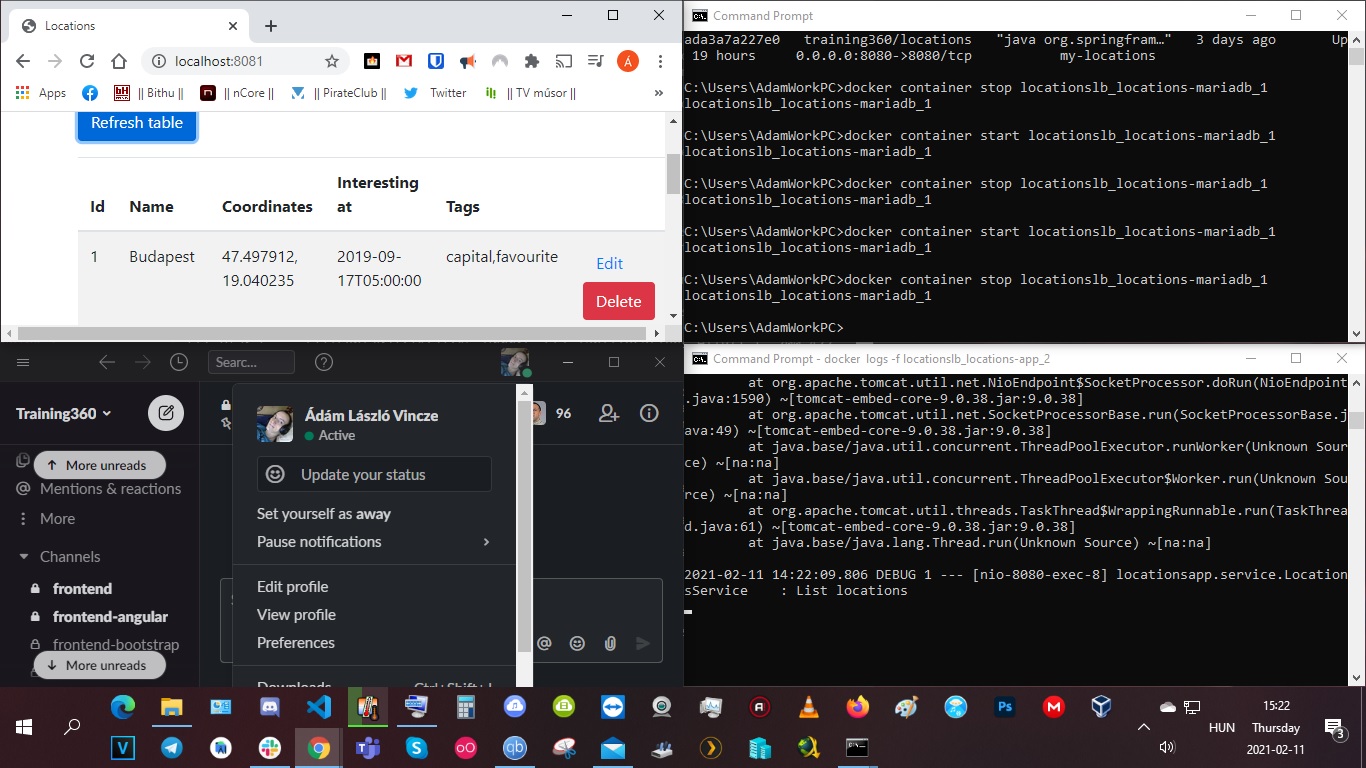 Locations
localhost:8081
Apps
|| Bithu ||
|| nCore ||
|| PirateClub ||
Twitter
|| TV műsor ||
Refresh table
Id
Name
Coordinates
Interesting
at
Tags
1
Budapest
47.497912,
19.040235
2019-09-
17T05:00:00
capital,favourite
Edit
Delete
Command Prompt
ada3a7a227e0   training360/locations   "java org.springfram…"   3 days ago       Up
 19 hours     0.0.0.0:8080->8080/tcp           my-locations
C:\Users\AdamWorkPC>docker container stop locationslb_locations-mariadb_1
locationslb_locations-mariadb_1
C:\Users\AdamWorkPC>docker container start locationslb_locations-mariadb_1
locationslb_locations-mariadb_1
C:\Users\AdamWorkPC>docker container stop locationslb_locations-mariadb_1
locationslb_locations-mariadb_1
C:\Users\AdamWorkPC>docker container start locationslb_locations-mariadb_1
locationslb_locations-mariadb_1
C:\Users\AdamWorkPC>docker container stop locationslb_locations-mariadb_1
locationslb_locations-mariadb_1
C:\Users\AdamWorkPC>
Searc...
Training360
96
More unreads
Mentions & reactions
More
Channels
frontend
frontend-angular
frontend-bootstrap
More unreads
Ádám László Vincze
Active
Update your status
Set yourself as away
Pause notifications
Edit profile
View profile
Preferences
Downloads
Ctrl+Shift+J
Command Prompt - docker  logs -f locationslb_locations-app_2
at org.apache.tomcat.util.net.NioEndpoint$SocketProcessor.doRun(NioEndpoint
.java:1590) ~[tomcat-embed-core-9.0.38.jar:9.0.38]
at org.apache.tomcat.util.net.SocketProcessorBase.run(SocketProcessorBase.j
ava:49) ~[tomcat-embed-core-9.0.38.jar:9.0.38]
at java.base/java.util.concurrent.ThreadPoolExecutor.runWorker(Unknown Sour
ce) ~[na:na]
at java.base/java.util.concurrent.ThreadPoolExecutor$Worker.run(Unknown Sou
rce) ~[na:na]
at org.apache.tomcat.util.threads.TaskThread$WrappingRunnable.run(TaskThrea
d.java:61) ~[tomcat-embed-core-9.0.38.jar:9.0.38]
at java.base/java.lang.Thread.run(Unknown Source) ~[na:na]
2021-02-11 14:22:09.806 DEBUG 1 --- [nio-8080-exec-8] locationsapp.service.Location
sService    : List locations
HUN
15:22
Thursday
2021-02-11
3